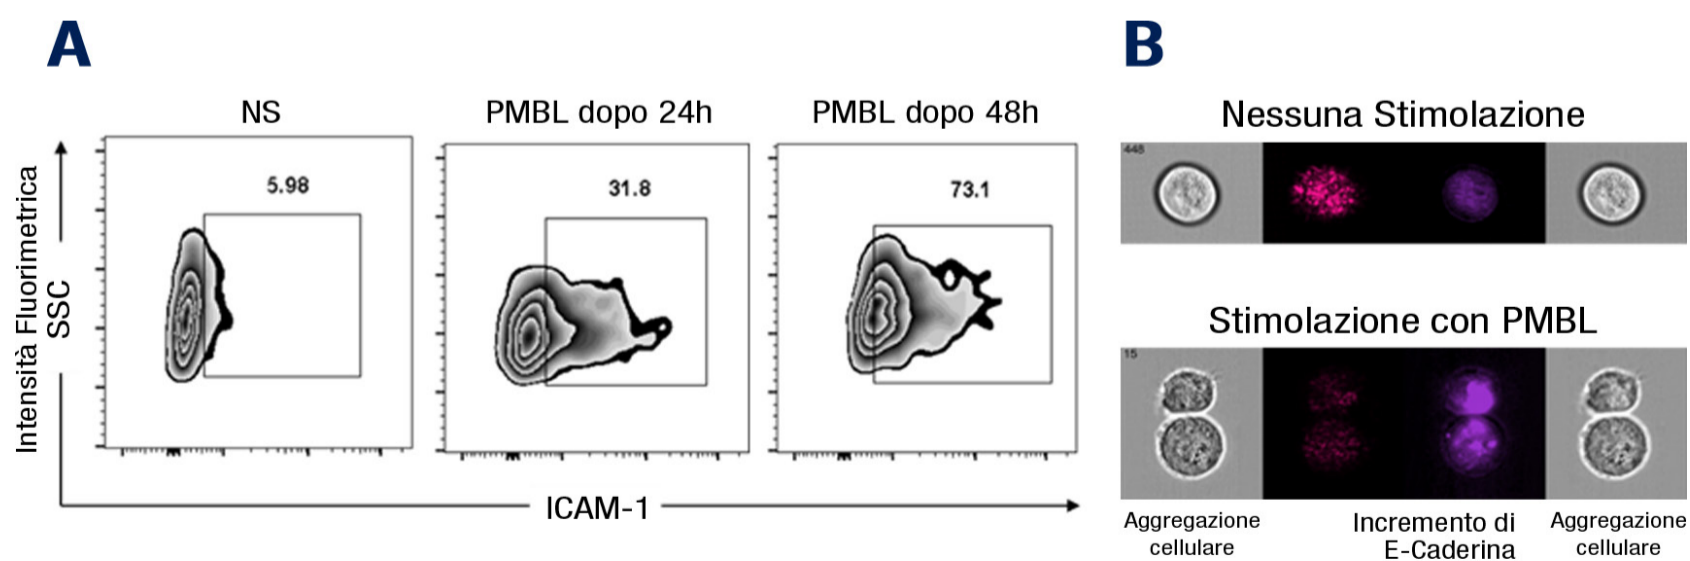 A
B
NS
PMBL dopo 24h
PMBL dopo 48h
5.98
31.8
73.1
Intensità Fluorimetrica
SSC
ICAM-1
Nessuna Stimolazione
448
Stimolazione con PMBL
15
Aggregazione
cellulare
Incremento di
E-Caderina
Aggregazione
cellulare